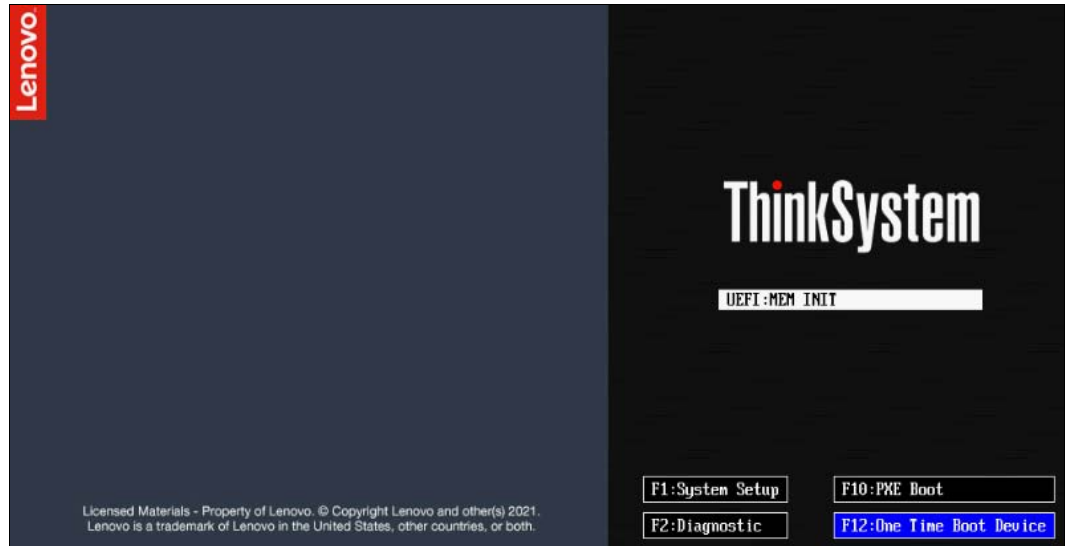 Lenovo.
ThinkSystem
UEFI:MEM INIT
F1:System Setup
F10:PXE Boot
F2:Diagnostic
F12:One Time Boot Device
Licensed Materials - Property of Lenovo. © Copyright Lenovo and other(s) 2021.
Lenovo is a trademark of Lenovo in the United States, other countries, or both.